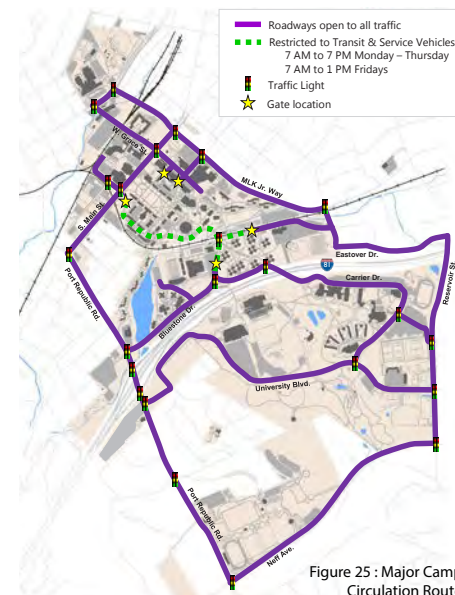 Roadways open to all traffic
Restricted to Transit & Service Vehicles
7 AM to 7 PM Monday – Thursday
7 AM to 1 PM Fridays
Traffic Light
Gate location
W. Grace St.
MLK Jr. Way
S. Main St.
Eastover Dr.
81
Carrier Dr.
Reservoir St.
Port Republic Rd.
Bluestone Dr.
University Blvd.
Port Republic Rd.
Neff Ave.
Figure 25 : Major Camp
Circulation Route